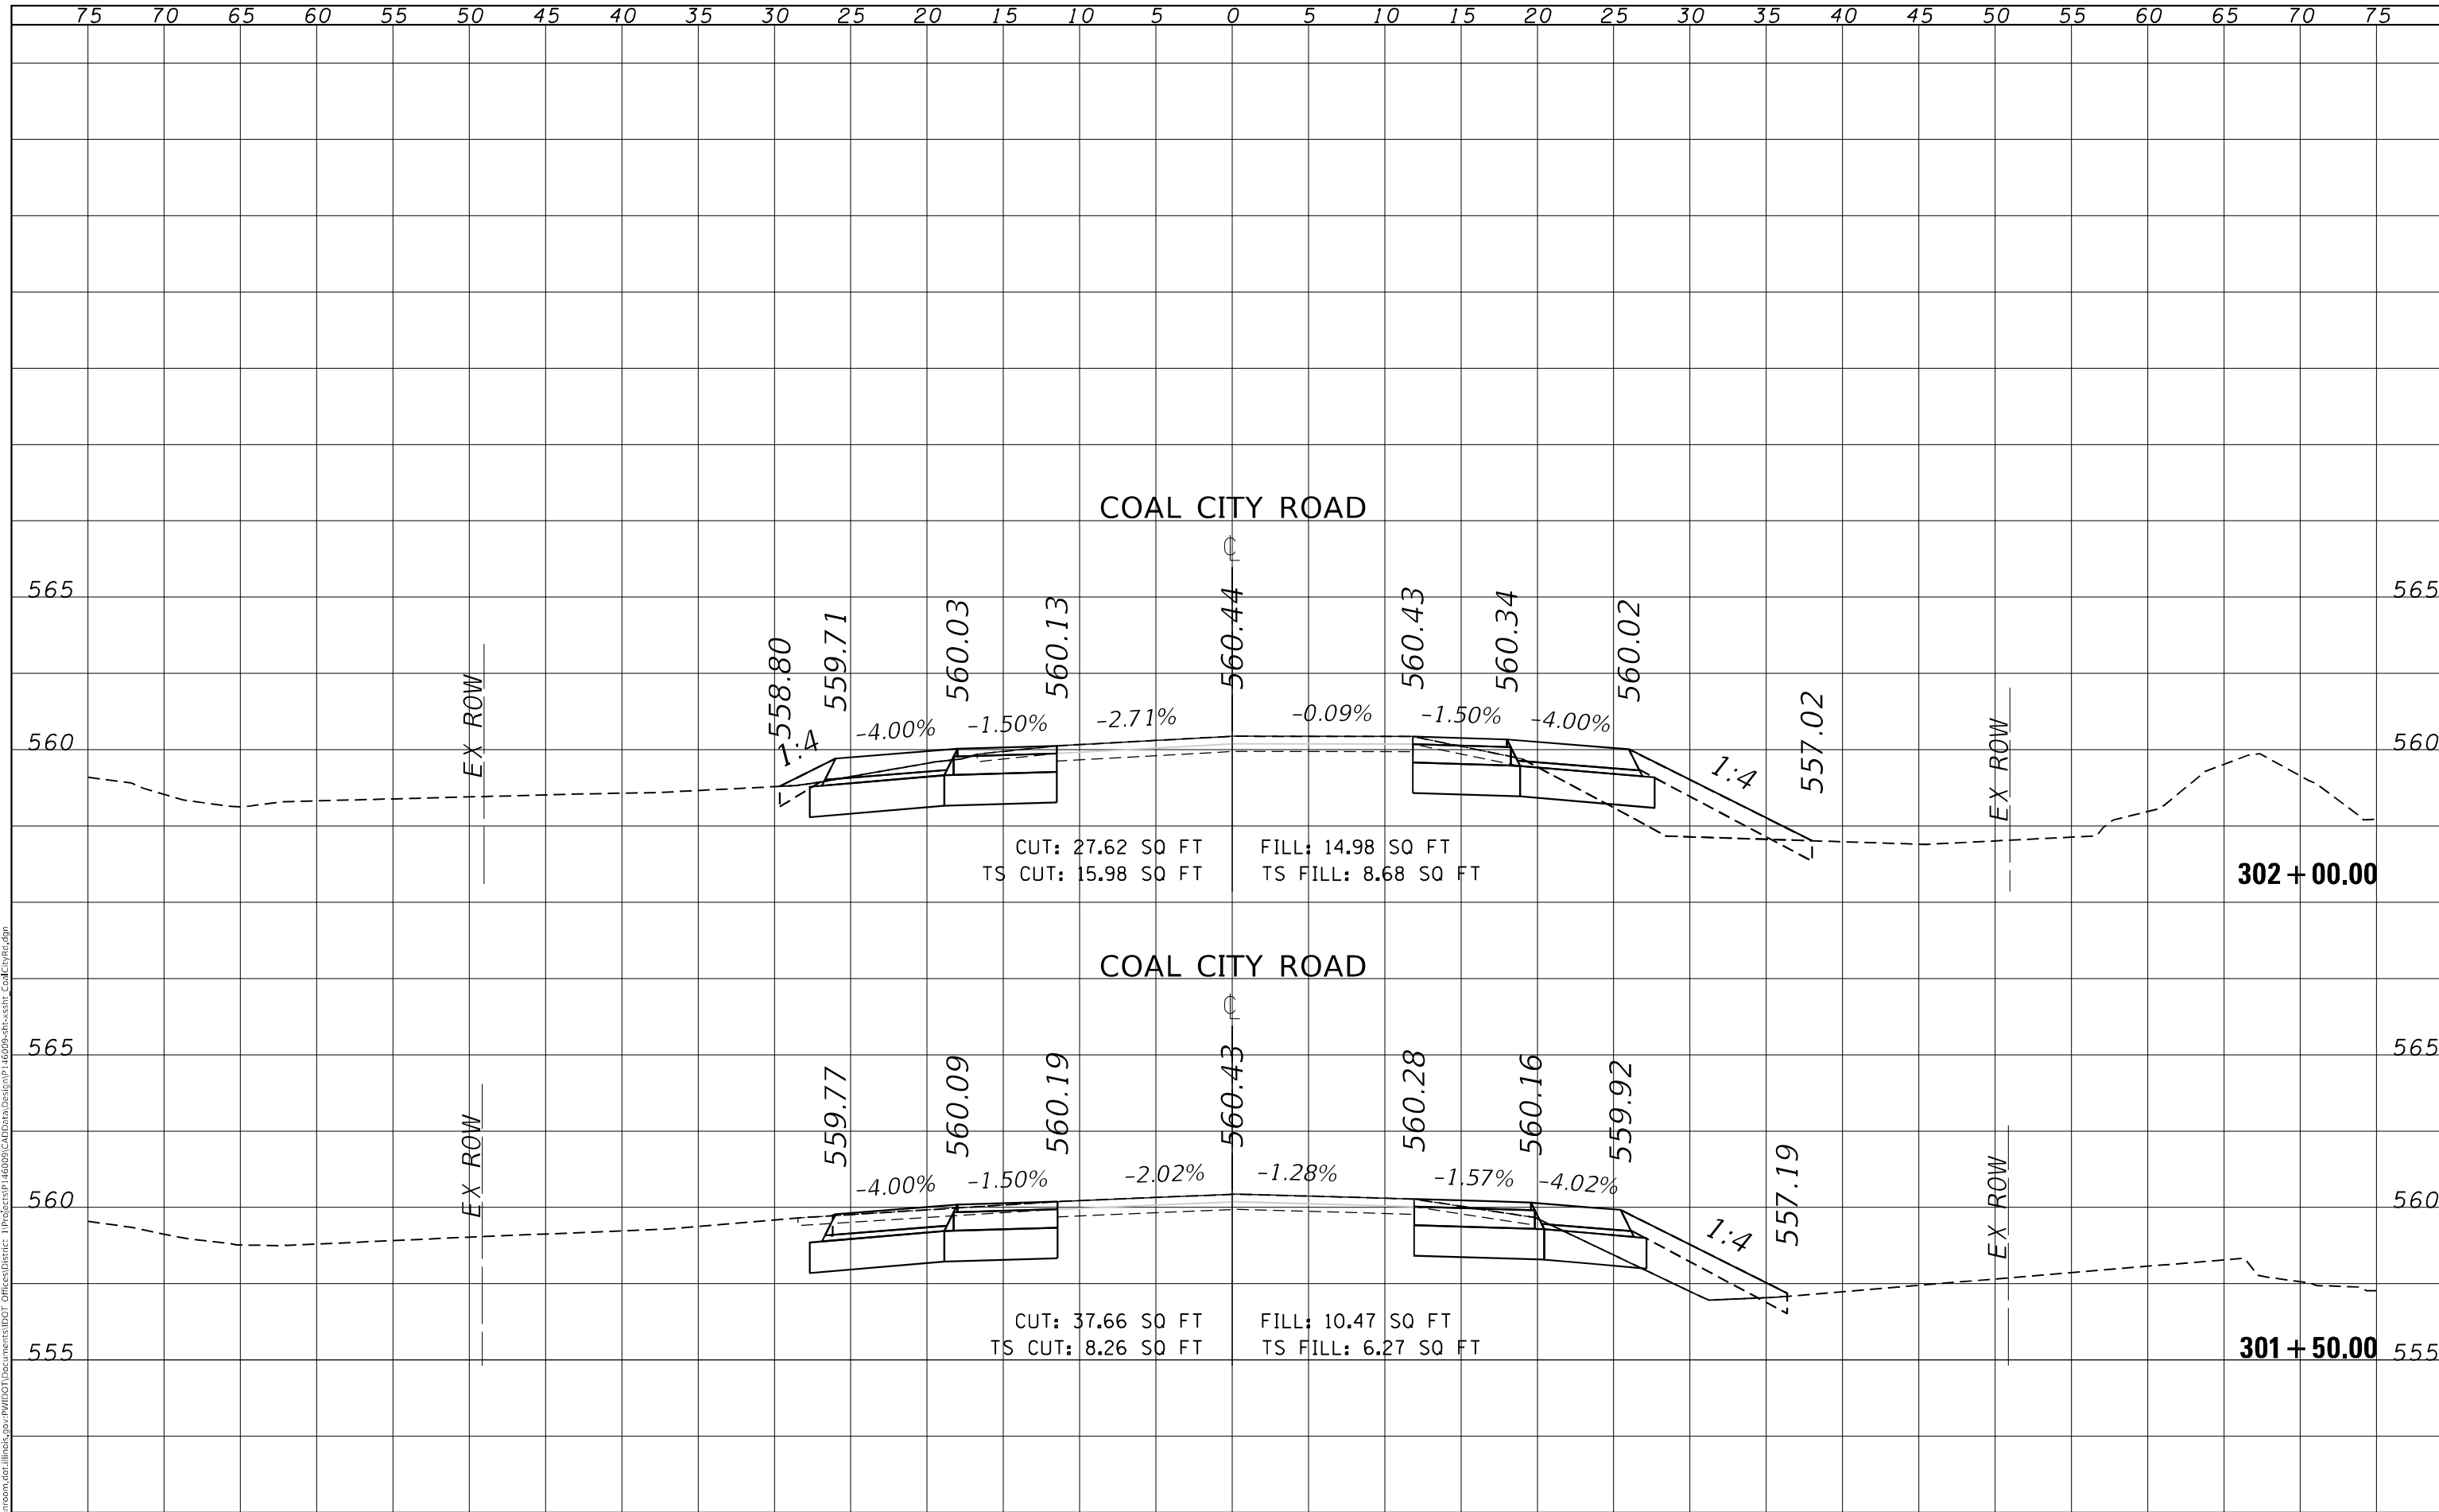 75 70 65 60 55 50 45 40 35 30 25 20 15 10 5 0 5 10 15 20 25 30 35 40 45 50 55 60 65 70 75
COAL CITY ROAD
℄
565 565
558.80 559.71 560.03 560.13 560.44 560.43 560.34 560.02 557.02
EX ROW EX ROW
1:4 -4.00% -1.50% -2.71% -0.09% -1.50% -4.00% 1:4
560 560
CUT: 27.62 SQ FT FILL: 14.98 SQ FT
TS CUT: 15.98 SQ FT TS FILL: 8.68 SQ FT
302+00.00
COAL CITY ROAD
℄
565 565
559.77 560.09 560.19 560.43 560.28 560.16 559.92 557.19
EX ROW EX ROW
-4.00% -1.50% -2.02% -1.28% -1.57% -4.02% 1:4
560 560
CUT: 37.66 SQ FT FILL: 10.47 SQ FT
TS CUT: 8.26 SQ FT TS FILL: 6.27 SQ FT
301+50.00
555 555